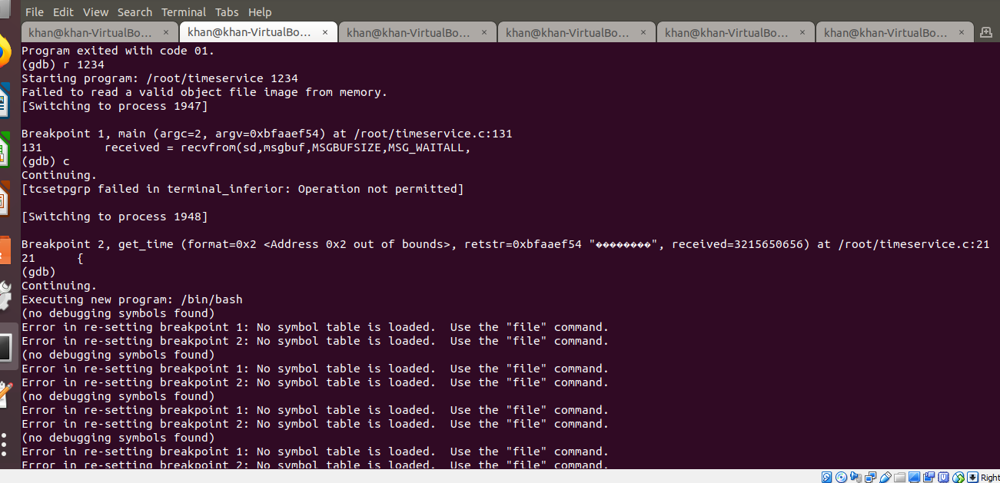 File Edit View Search Terminal Tabs Help
khan@khan-VirtualBo... × khan@khan-VirtualBo... × khan@khan-VirtualBo... × khan@khan-VirtualBo... × khan@khan-VirtualBo... × khan@khan-VirtualBo... ×
Program exited with code 01.
(gdb) r 1234
Starting program: /root/timeservice 1234
Failed to read a valid object file image from memory.
[Switching to process 1947]
Breakpoint 1, main (argc=2, argv=0xbfaaef54) at /root/timeservice.c:131
131         received = recvfrom(sd,msgbuf,MSGBUFSIZE,MSG_WAITALL,
(gdb) c
Continuing.
[tcsetpgrp failed in terminal_inferior: Operation not permitted]
[Switching to process 1948]
Breakpoint 2, get_time (format=0x2 <Address 0x2 out of bounds>, retstr=0xbfaaef54 "��������", received=3215650656) at /root/timeservice.c:21
21      {
(gdb)
Continuing.
Executing new program: /bin/bash
(no debugging symbols found)
Error in re-setting breakpoint 1: No symbol table is loaded.  Use the "file" command.
Error in re-setting breakpoint 2: No symbol table is loaded.  Use the "file" command.
(no debugging symbols found)
Error in re-setting breakpoint 1: No symbol table is loaded.  Use the "file" command.
Error in re-setting breakpoint 2: No symbol table is loaded.  Use the "file" command.
(no debugging symbols found)
Error in re-setting breakpoint 1: No symbol table is loaded.  Use the "file" command.
Error in re-setting breakpoint 2: No symbol table is loaded.  Use the "file" command.
(no debugging symbols found)
Error in re-setting breakpoint 1: No symbol table is loaded.  Use the "file" command.
Error in re-setting breakpoint 2: No symbol table is loaded.  Use the "file" command.
Right